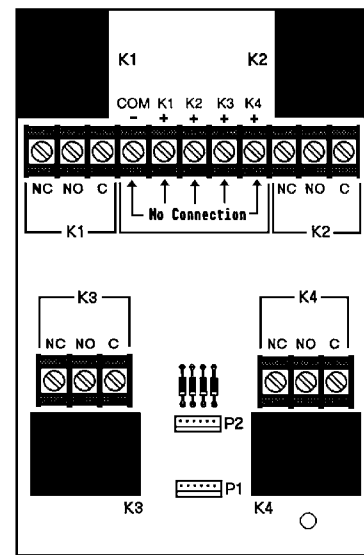 K1 K2
COM K1 K2 K3 K4
- + + + +
NC NO C NC NO C
No Connection
K1 K2
K3 K4
NC NO C NC NO C
P2
P1
K3 K4